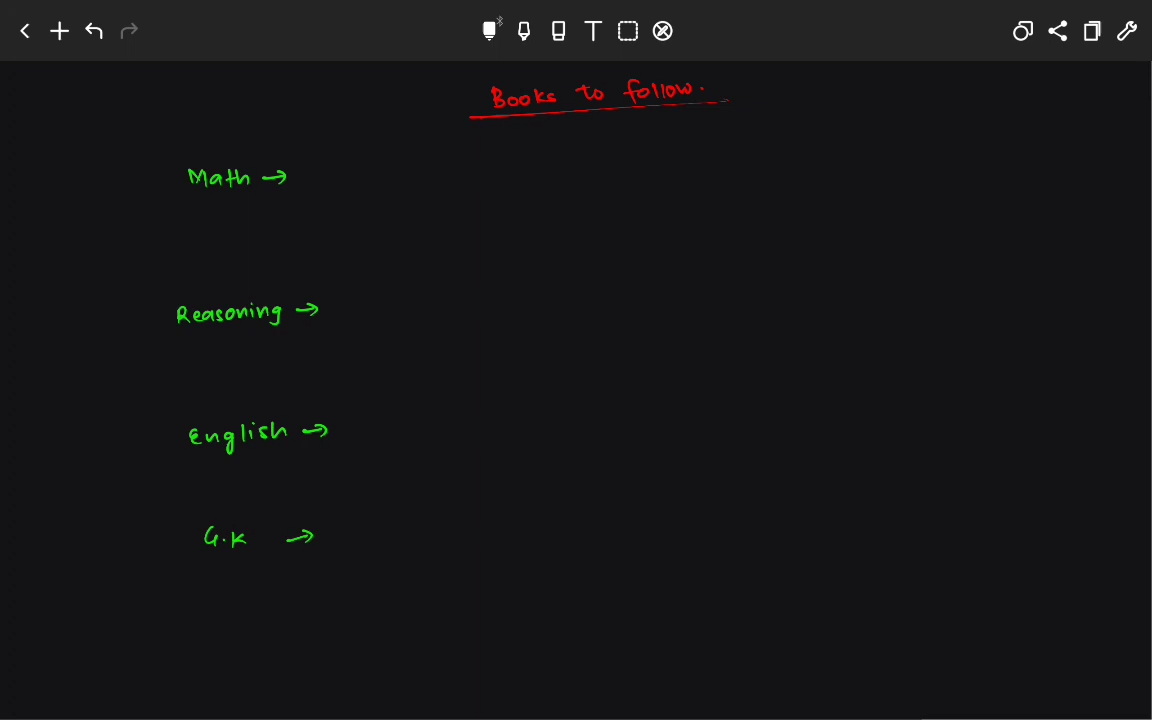 Books to follow.
Math →
Reasoning →
English →
G.K →